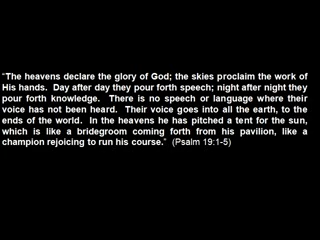 “The heavens declare the glory of God; the skies proclaim the work of
His hands.  Day after day they pour forth speech; night after night they
pour forth knowledge.  There is no speech or language where their
voice has not been heard.  Their voice goes into all the earth, to the
ends of the world.  In the heavens he has pitched a tent for the sun,
which is like a bridegroom coming forth from his pavilion, like a
champion rejoicing to run his course.”  (Psalm 19:1-5)